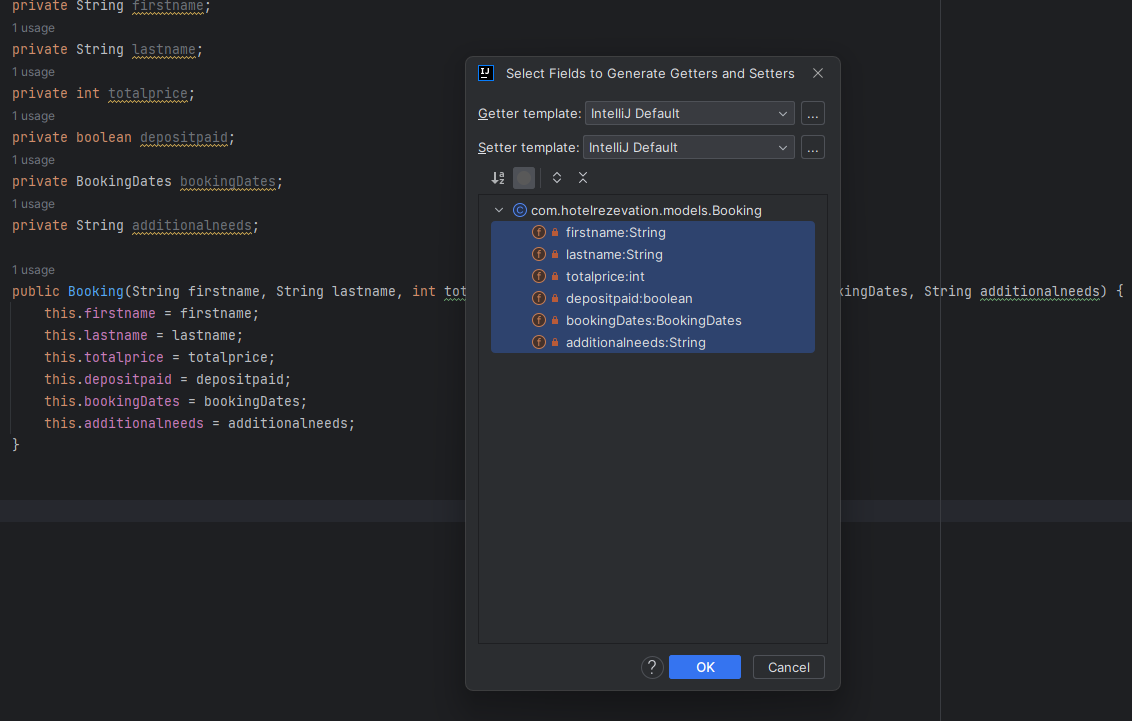 private String firstname;
1 usage
private String lastname;
1 usage
private int totalprice;
1 usage
private boolean depositpaid;
1 usage
private BookingDates bookingDates;
1 usage
private String additionalneeds;
1 usage
public Booking(String firstname, String lastname, int tot
kingDates, String additionalneeds) {
this.firstname = firstname;
this.lastname = lastname;
this.totalprice = totalprice;
this.depositpaid = depositpaid;
this.bookingDates = bookingDates;
this.additionalneeds = additionalneeds;
}
Select Fields to Generate Getters and Setters
Getter template: IntelliJ Default ...
Setter template: IntelliJ Default ...
com.hotelrezevation.models.Booking
firstname:String
lastname:String
totalprice:int
depositpaid:boolean
bookingDates:BookingDates
additionalneeds:String
? OK Cancel